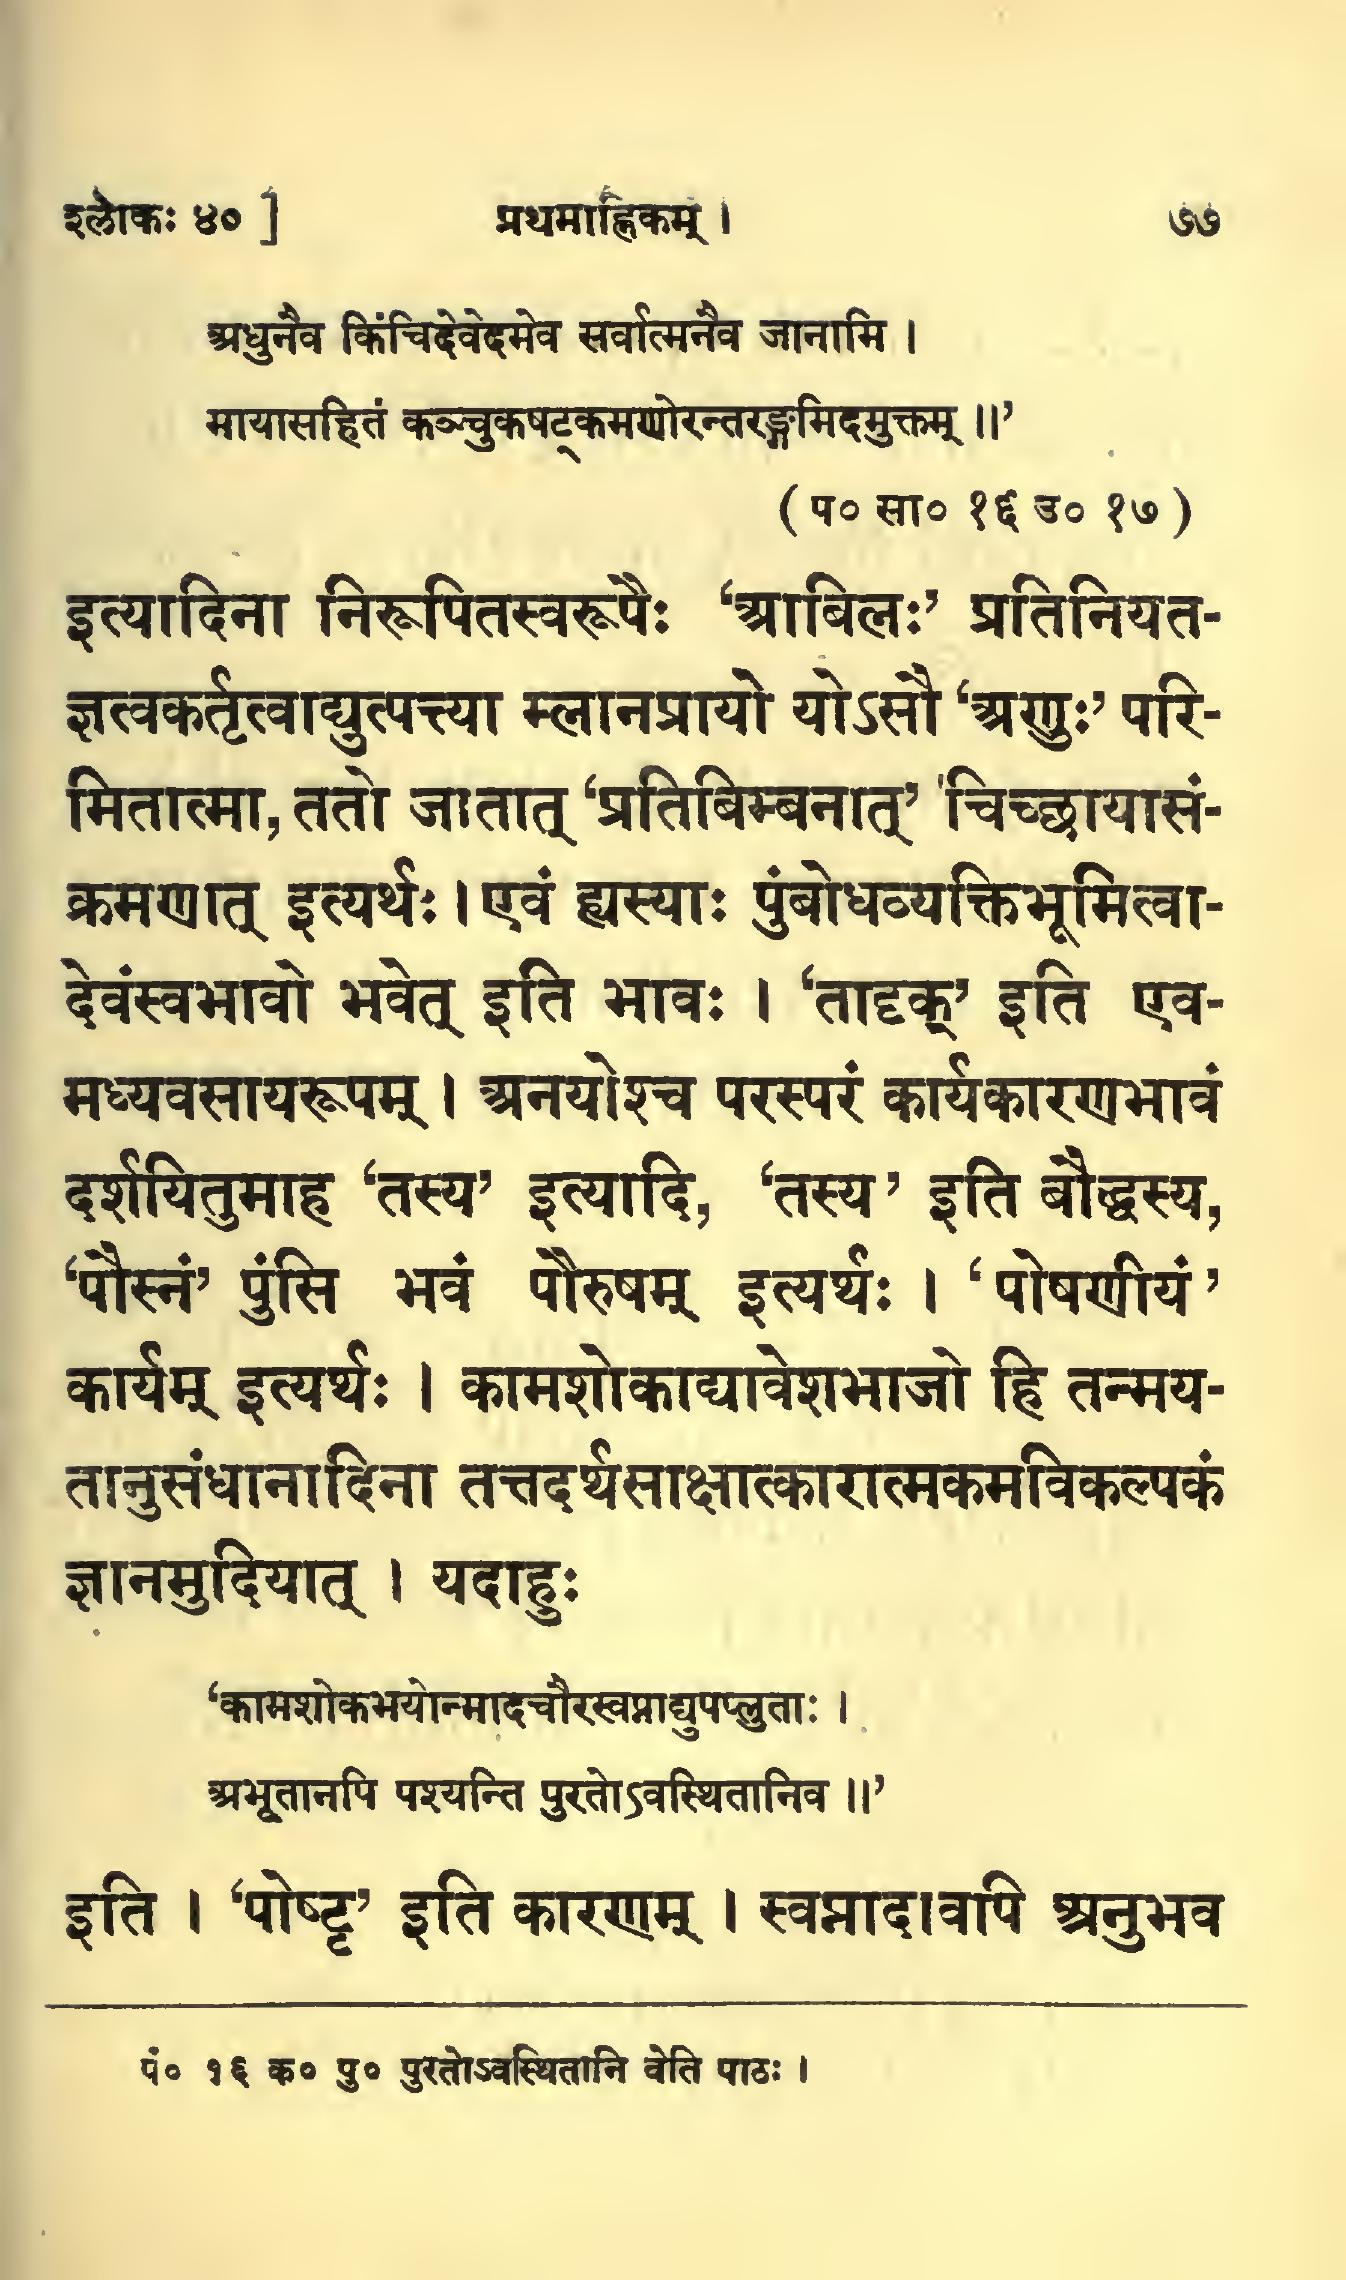 श्लोकः ४० ] प्रथमाह्निकम् । ७७
अधुनैव किंचिदेवेदमेव सर्वात्मनैव जानामि ।
मायासहितं कञ्चुकषट्कमणोरन्तरङ्गमिदमुक्तम् ॥’
( प० सा० १६ उ० १७ )
इत्यादिना निरूपितस्वरूपैः ‘आबिलः’ प्रतिनियत-
ज्ञत्वकर्तृत्वाद्युत्पत्त्या म्लानप्रायो योऽसौ ‘अणुः’ परि-
मितात्मा, ततो जातात् ‘प्रतिबिम्बनात्’ चिच्छायासं-
क्रमणात् इत्यर्थः । एवं ह्यस्याः पुंबोधव्यक्तिभूमित्वा-
देवंस्वभावो भवेत् इति भावः । ‘तादृक्’ इति एव-
मध्यवसायरूपम् । अनयोश्च परस्परं कार्यकारणभावं
दर्शयितुमाह ‘तस्य’ इत्यादि, ‘तस्य’ इति बौद्धस्य,
‘पौस्नं’ पुंसि भवं पौरुषम् इत्यर्थः । ‘पोषणीयं’
कार्यम् इत्यर्थः । कामशोकाद्यावेशभाजो हि तन्मय-
तानुसंधानादिना तत्तदर्थसाक्षात्कारात्मकमविकल्पकं
ज्ञानमुदियात् । यदाहुः
‘कामशोकभयोन्मादचौरस्वप्नाद्युपप्लुताः ।
अभूतानपि पश्यन्ति पुरतोऽवस्थितानिव ॥’
इति । ‘पोष्टृ’ इति कारणम् । स्वप्नादावपि अनुभव
पं० १६ क० पु० पुरतोऽवस्थितानि वेति पाठः ।